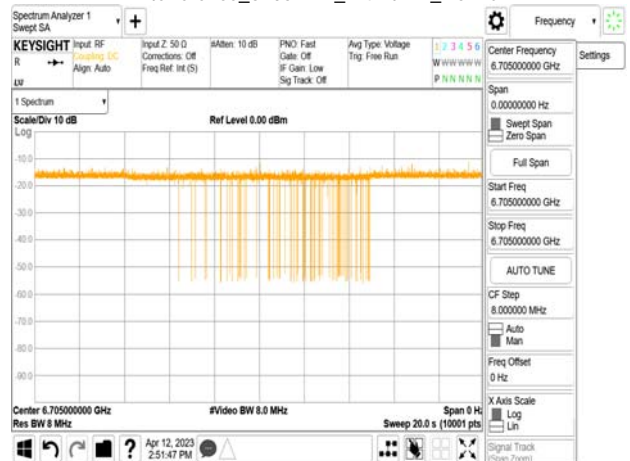 Spectrum Analyzer 1
Swept SA
Frequency
KEYSIGHT
Input: RF
Coupling: DC
Align: Auto
Input Z: 50 Ω
Corrections: Off
Freq Ref: Int (S)
#Atten: 10 dB
PNO: Fast
Gate: Off
IF Gain: Low
Sig Track: Off
Avg Type: Voltage
Trig: Free Run
1 2 3 4 5 6
W W W W W W
P N N N N N
R
1 Spectrum
Scale/Div 10 dB
Ref Level 0.00 dBm
Log
-10.0
-20.0
-30.0
-40.0
-50.0
-60.0
-70.0
-80.0
-90.0
Center 6.705000000 GHz
Res BW 8 MHz
#Video BW 8.0 MHz
Span 0 Hz
Sweep 20.0 s (10001 pts
Center Frequency
6.705000000 GHz
Settings
Span
0.00000000 Hz
Swept Span
Zero Span
Full Span
Start Freq
6.705000000 GHz
Stop Freq
6.705000000 GHz
AUTO TUNE
CF Step
8.000000 MHz
Auto
Man
Freq Offset
0 Hz
X Axis Scale
Log
Lin
Signal Track
(Span Zoom)
Apr 12, 2023
2:51:47 PM